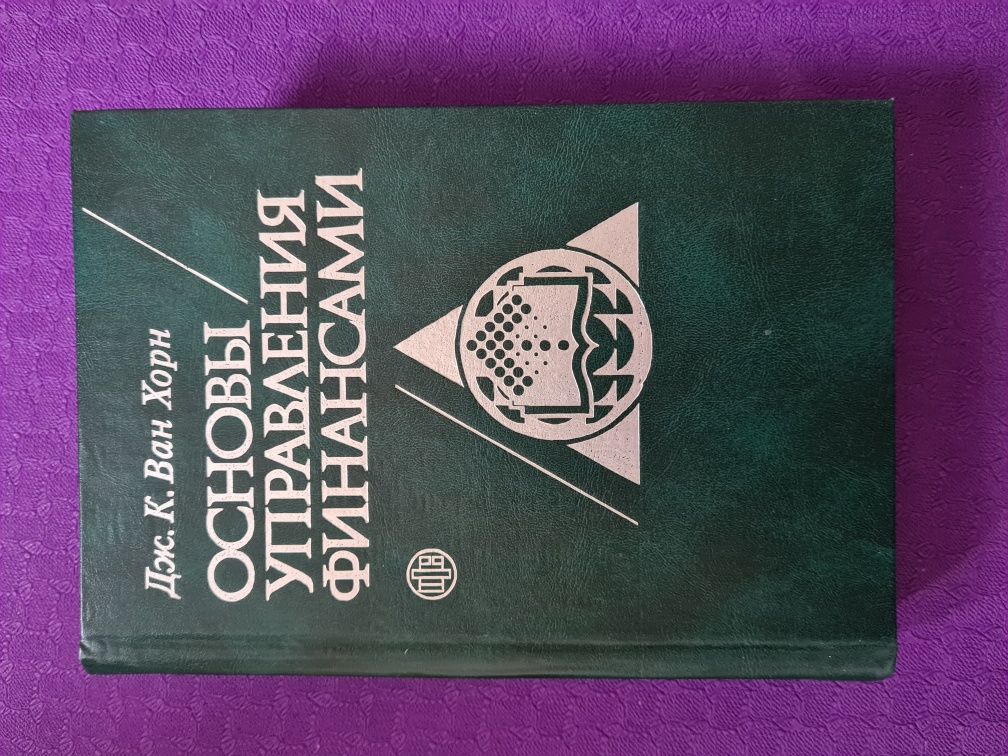 Дж. К. Ван Хорн
ОСНОВЫ
УПРАВЛЕНИЯ
ФИНАНСАМИ